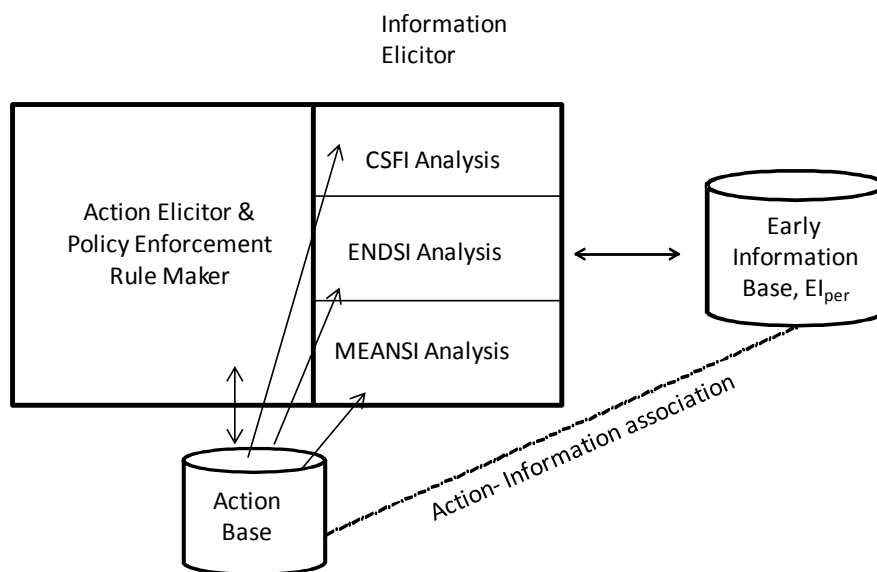 Information
Elicitor
Action Elicitor &
Policy Enforcement
Rule Maker
CSFI Analysis
ENDSI Analysis
MEANSI Analysis
Early
Information
Base, EIper
Action- Information association
Action
Base